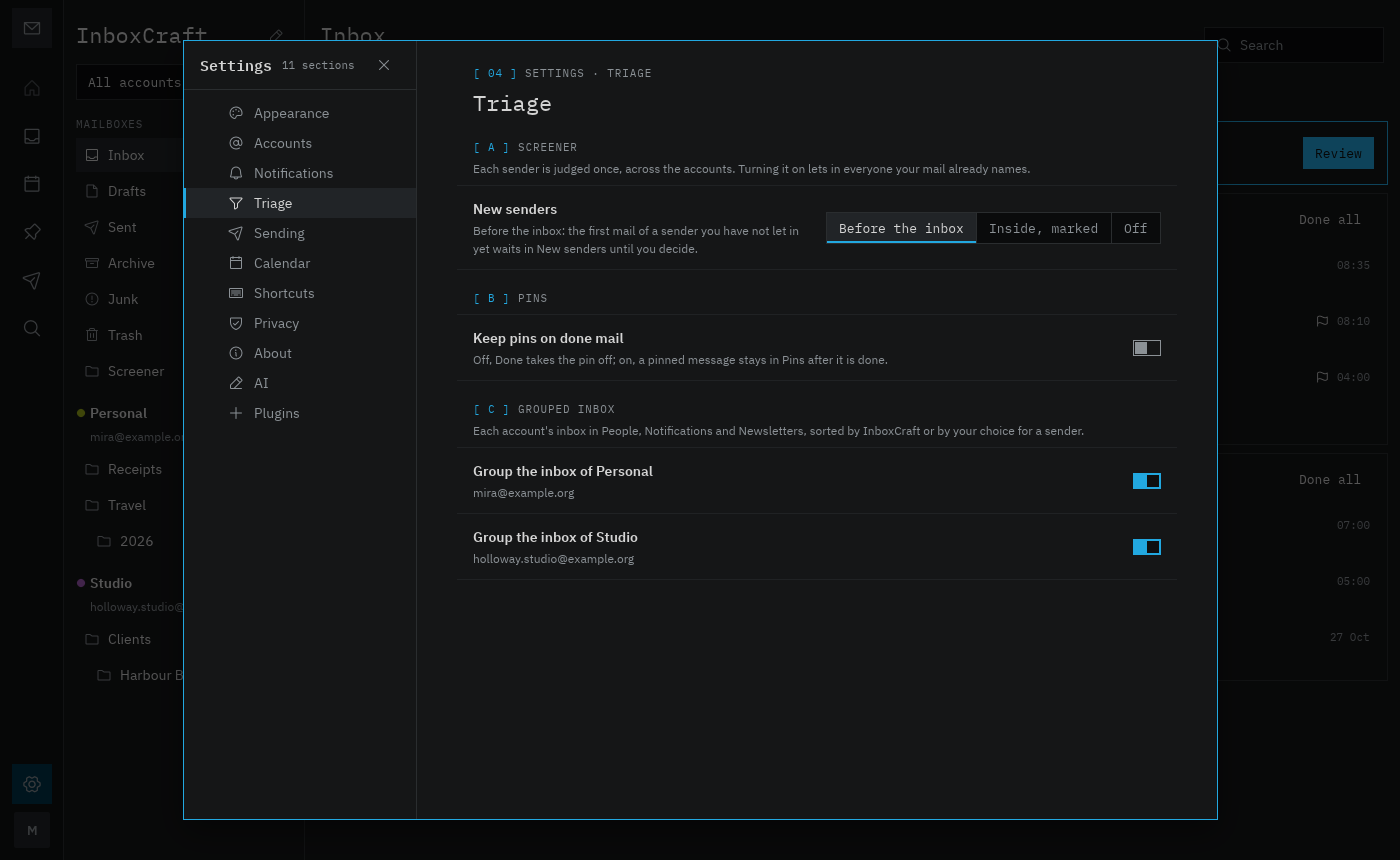 InboxCraft
All accounts
MAILBOXES
Inbox
Drafts
Sent
Archive
Junk
Trash
Screener
Personal
mira@example.or
Receipts
Travel
2026
Studio
holloway.studio@
Clients
Harbour B
M
Inbox
Search
Review
Done all
08:35
08:10
04:00
Done all
07:00
05:00
27 Oct
Settings 11 sections
Appearance
Accounts
Notifications
Triage
Sending
Calendar
Shortcuts
Privacy
About
AI
Plugins
[ 04 ] SETTINGS · TRIAGE
Triage
[ A ] SCREENER
Each sender is judged once, across the accounts. Turning it on lets in everyone your mail already names.
New senders
Before the inbox: the first mail of a sender you have not let in
yet waits in New senders until you decide.
Before the inbox Inside, marked Off
[ B ] PINS
Keep pins on done mail
Off, Done takes the pin off; on, a pinned message stays in Pins after it is done.
[ C ] GROUPED INBOX
Each account's inbox in People, Notifications and Newsletters, sorted by InboxCraft or by your choice for a sender.
Group the inbox of Personal
mira@example.org
Group the inbox of Studio
holloway.studio@example.org